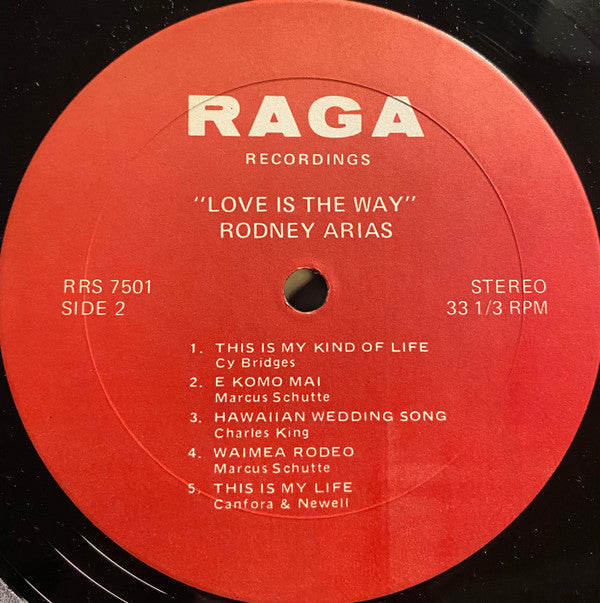 RAGA
RECORDINGS
"LOVE IS THE WAY"
RODNEY ARIAS
RRS 7501
SIDE 2
STEREO
33 1/3 RPM
1. THIS IS MY KIND OF LIFE
Cy Bridges
2. E KOMO MAI
Marcus Schutte
3. HAWAIIAN WEDDING SONG
Charles King
4. WAIMEA RODEO
Marcus Schutte
5. THIS IS MY LIFE
Canfora & Newell